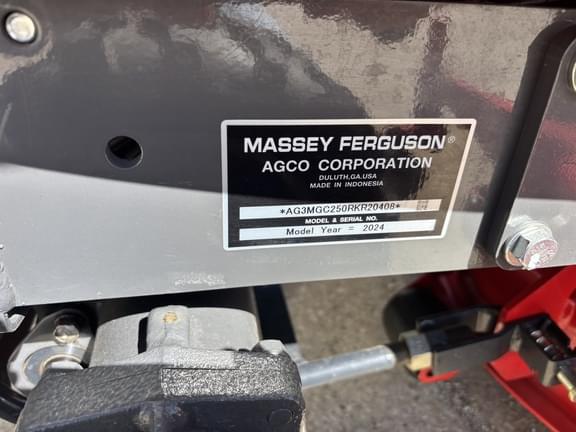 MASSEY FERGUSON®
AGCO CORPORATION
DULUTH,GA.USA
MADE IN INDONESIA
*AG3MGC250RKR20408*
MODEL & SERIAL NO.
Model Year = 2024